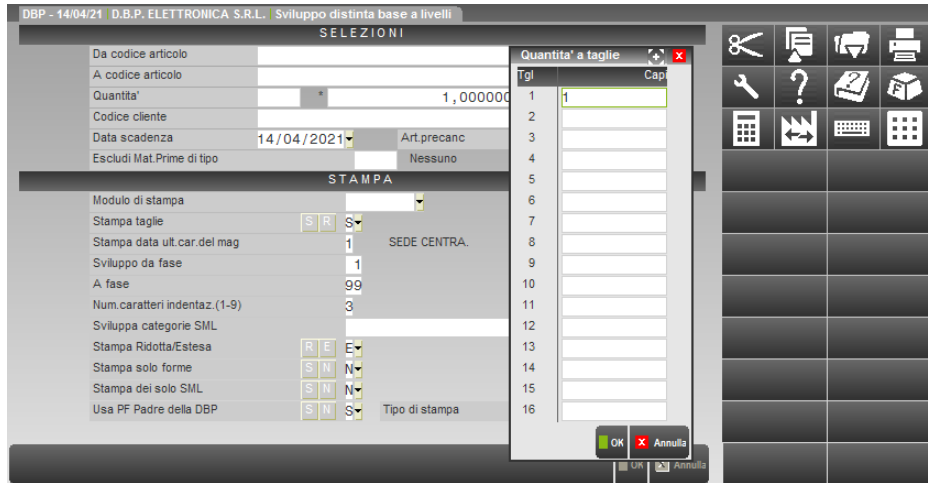 DBP - 14/04/21 D.B.P. ELETTRONICA S.R.L. Sviluppo distinta base a livelli
SELEZIONI
Da codice articolo
A codice articolo
Quantita' * 1,000000
Codice cliente
Data scadenza 14/04/2021 Art.precanc
Escludi Mat.Prime di tipo Nessuno
STAMPA
Modulo di stampa
Stampa taglie S R S
Stampa data ult.car.del mag 1 SEDE CENTRA.
Sviluppo da fase 1
A fase 99
Num.caratteri indentaz.(1-9) 3
Sviluppa categorie SML
Stampa Ridotta/Estesa R E E
Stampa solo forme S N N
Stampa dei solo SML S N N
Usa PF Padre della DBP S N S Tipo di stampa
OK Annulla
Quantita' a taglie
Tgl Capi
1 1
2
3
4
5
6
7
8
9
10
11
12
13
14
15
16
OK X Annulla